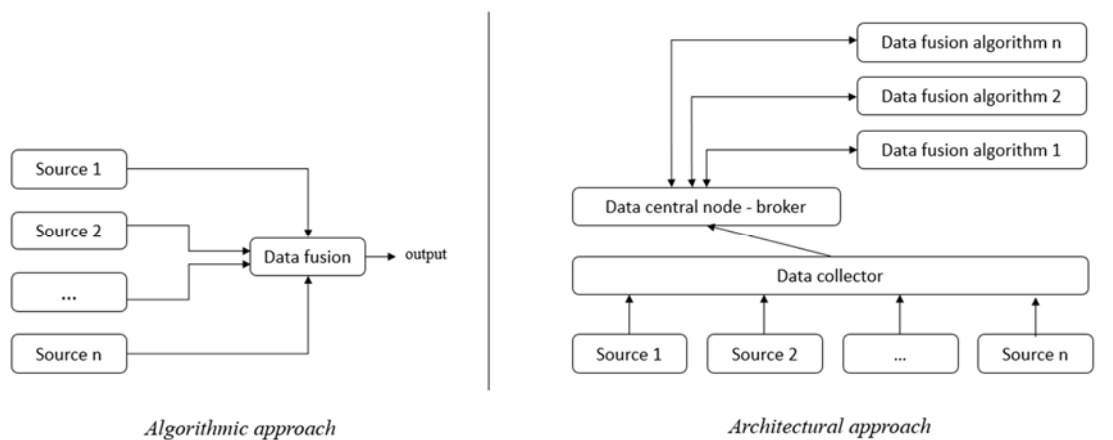 Source 1
Source 2
...
Source n
Data fusion
output
Algorithmic approach
Data fusion algorithm n
Data fusion algorithm 2
Data fusion algorithm 1
Data central node - broker
Data collector
Source 1
Source 2
...
Source n
Architectural approach